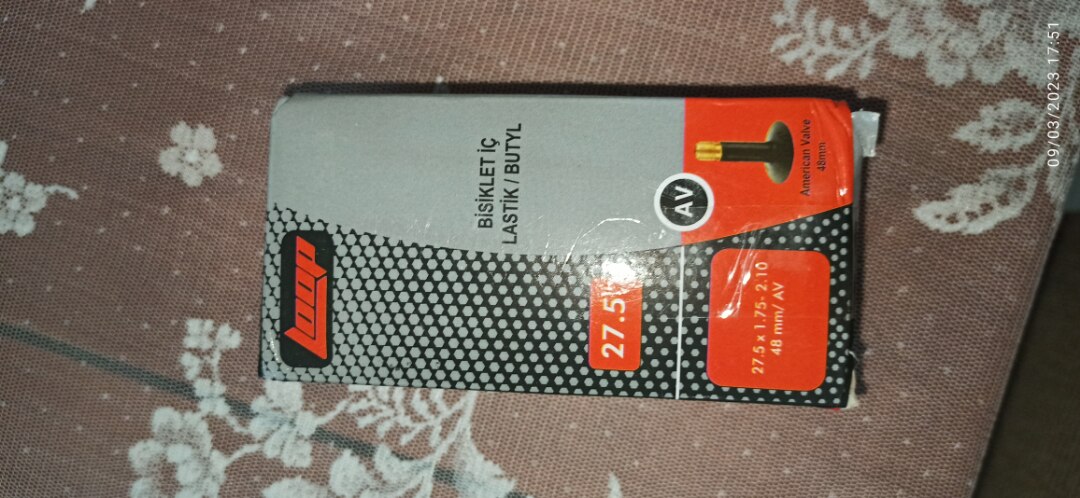 Loop
BİSİKLET İÇ
LASTİK / BUTYL
27.5"
AV
American Valve
48mm
27.5 x 1.75- 2.10
48 mm/ AV
09/03/2023 17:51